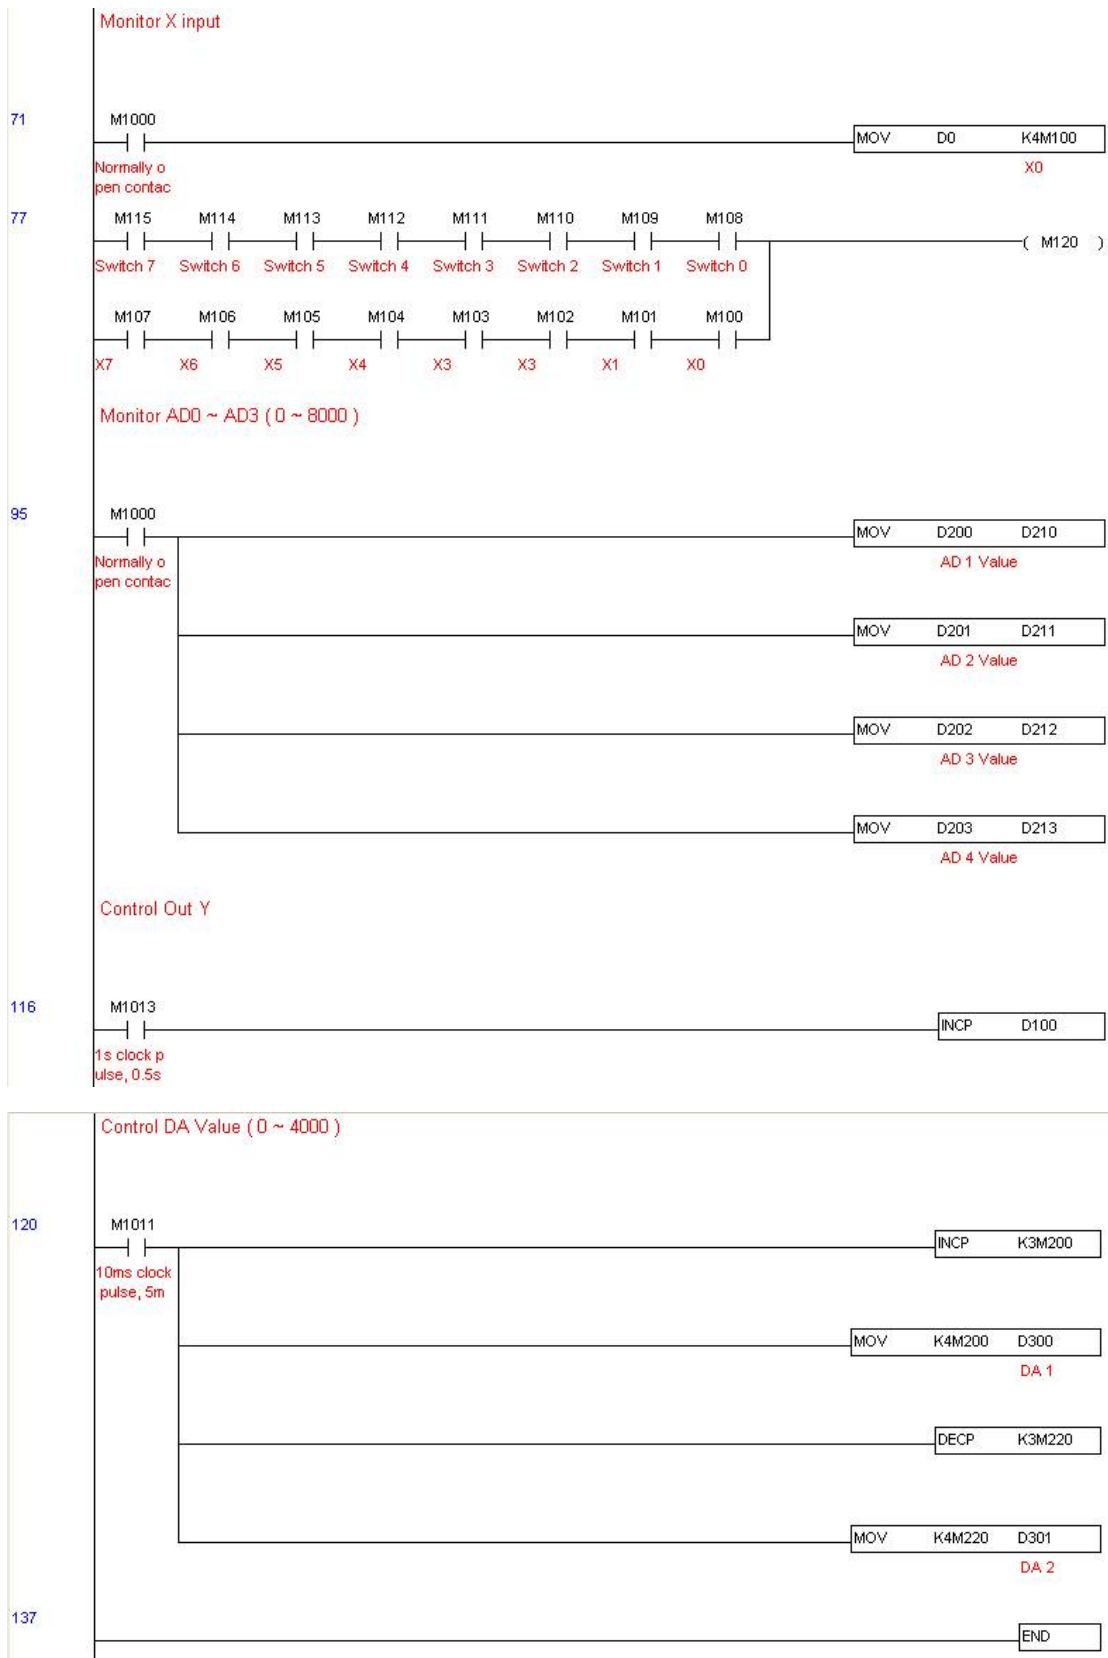 Monitor X input
71 M1000
MOV D0 K4M100
Normally o
pen contac
X0
77 M115 M114 M113 M112 M111 M110 M109 M108
( M120 )
Switch 7 Switch 6 Switch 5 Switch 4 Switch 3 Switch 2 Switch 1 Switch 0
M107 M106 M105 M104 M103 M102 M101 M100
X7 X6 X5 X4 X3 X3 X1 X0
Monitor AD0 ~ AD3 ( 0 ~ 8000 )
95 M1000
MOV D200 D210
Normally o
pen contac
AD 1 Value
MOV D201 D211
AD 2 Value
MOV D202 D212
AD 3 Value
MOV D203 D213
AD 4 Value
Control Out Y
116 M1013
INCP D100
1s clock p
ulse, 0.5s
Control DA Value ( 0 ~ 4000 )
120 M1011
INCP K3M200
10ms clock
pulse, 5m
MOV K4M200 D300
DA 1
DECP K3M220
MOV K4M220 D301
DA 2
137
END